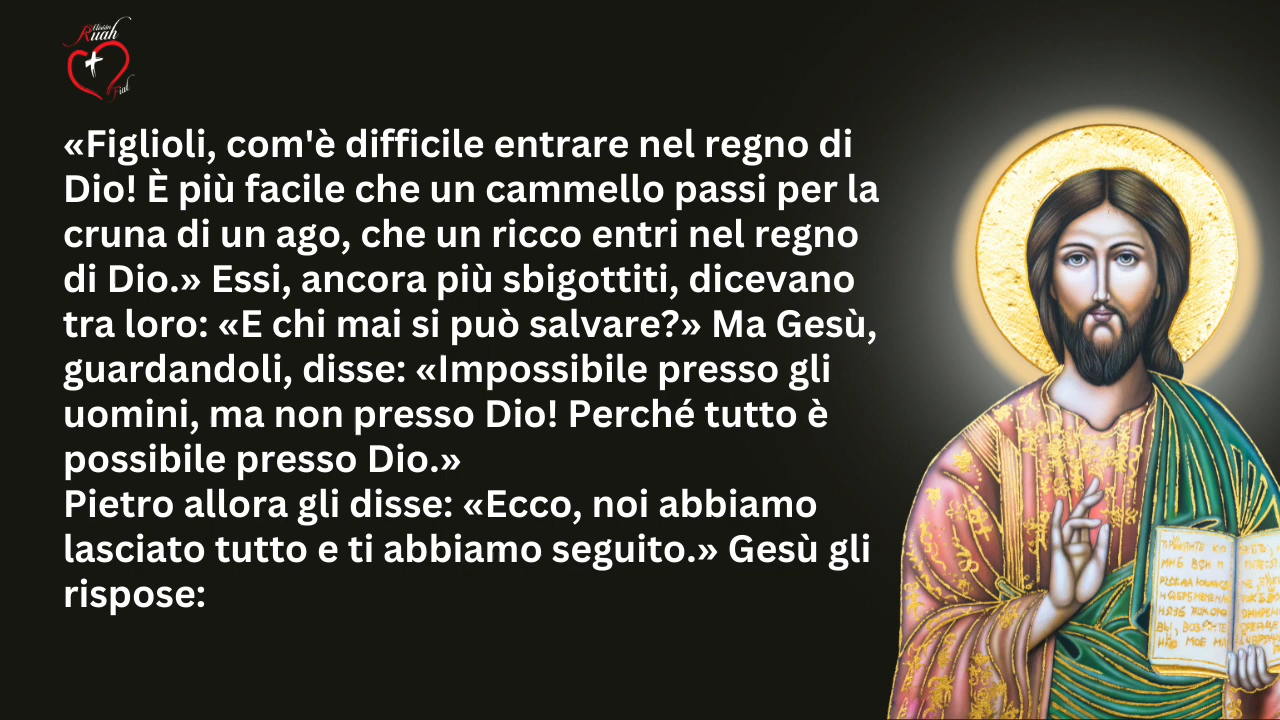 Misión
Ruah
Fiat
«Figlioli, com'è difficile entrare nel regno di
Dio! È più facile che un cammello passi per la
cruna di un ago, che un ricco entri nel regno
di Dio.» Essi, ancora più sbigottiti, dicevano
tra loro: «E chi mai si può salvare?» Ma Gesù,
guardandoli, disse: «Impossibile presso gli
uomini, ma non presso Dio! Perché tutto è
possibile presso Dio.»
Pietro allora gli disse: «Ecco, noi abbiamo
lasciato tutto e ti abbiamo seguito.» Gesù gli
rispose: